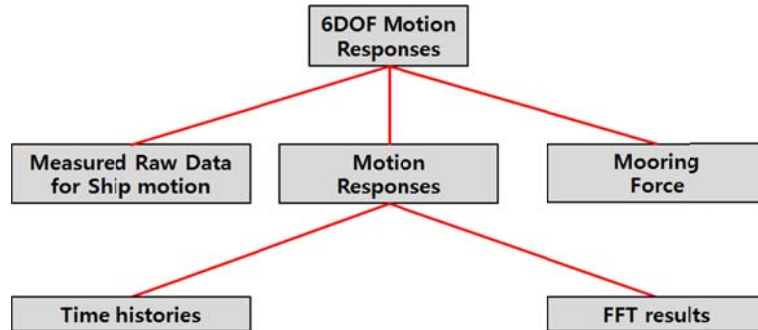 6DOF Motion
Responses
Measured Raw Data
for Ship motion
Motion
Responses
Mooring
Force
Time histories
FFT results